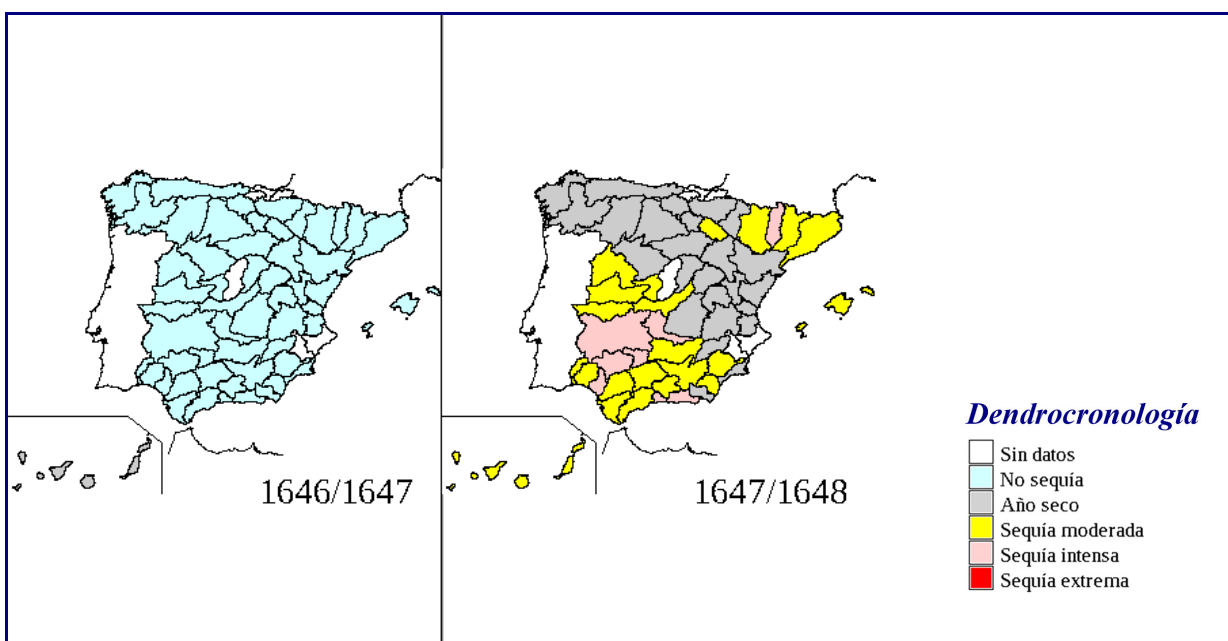 1646/1647
1647/1648
Dendrocronología
Sin datos
No sequía
Año seco
Sequía moderada
Sequía intensa
Sequía extrema